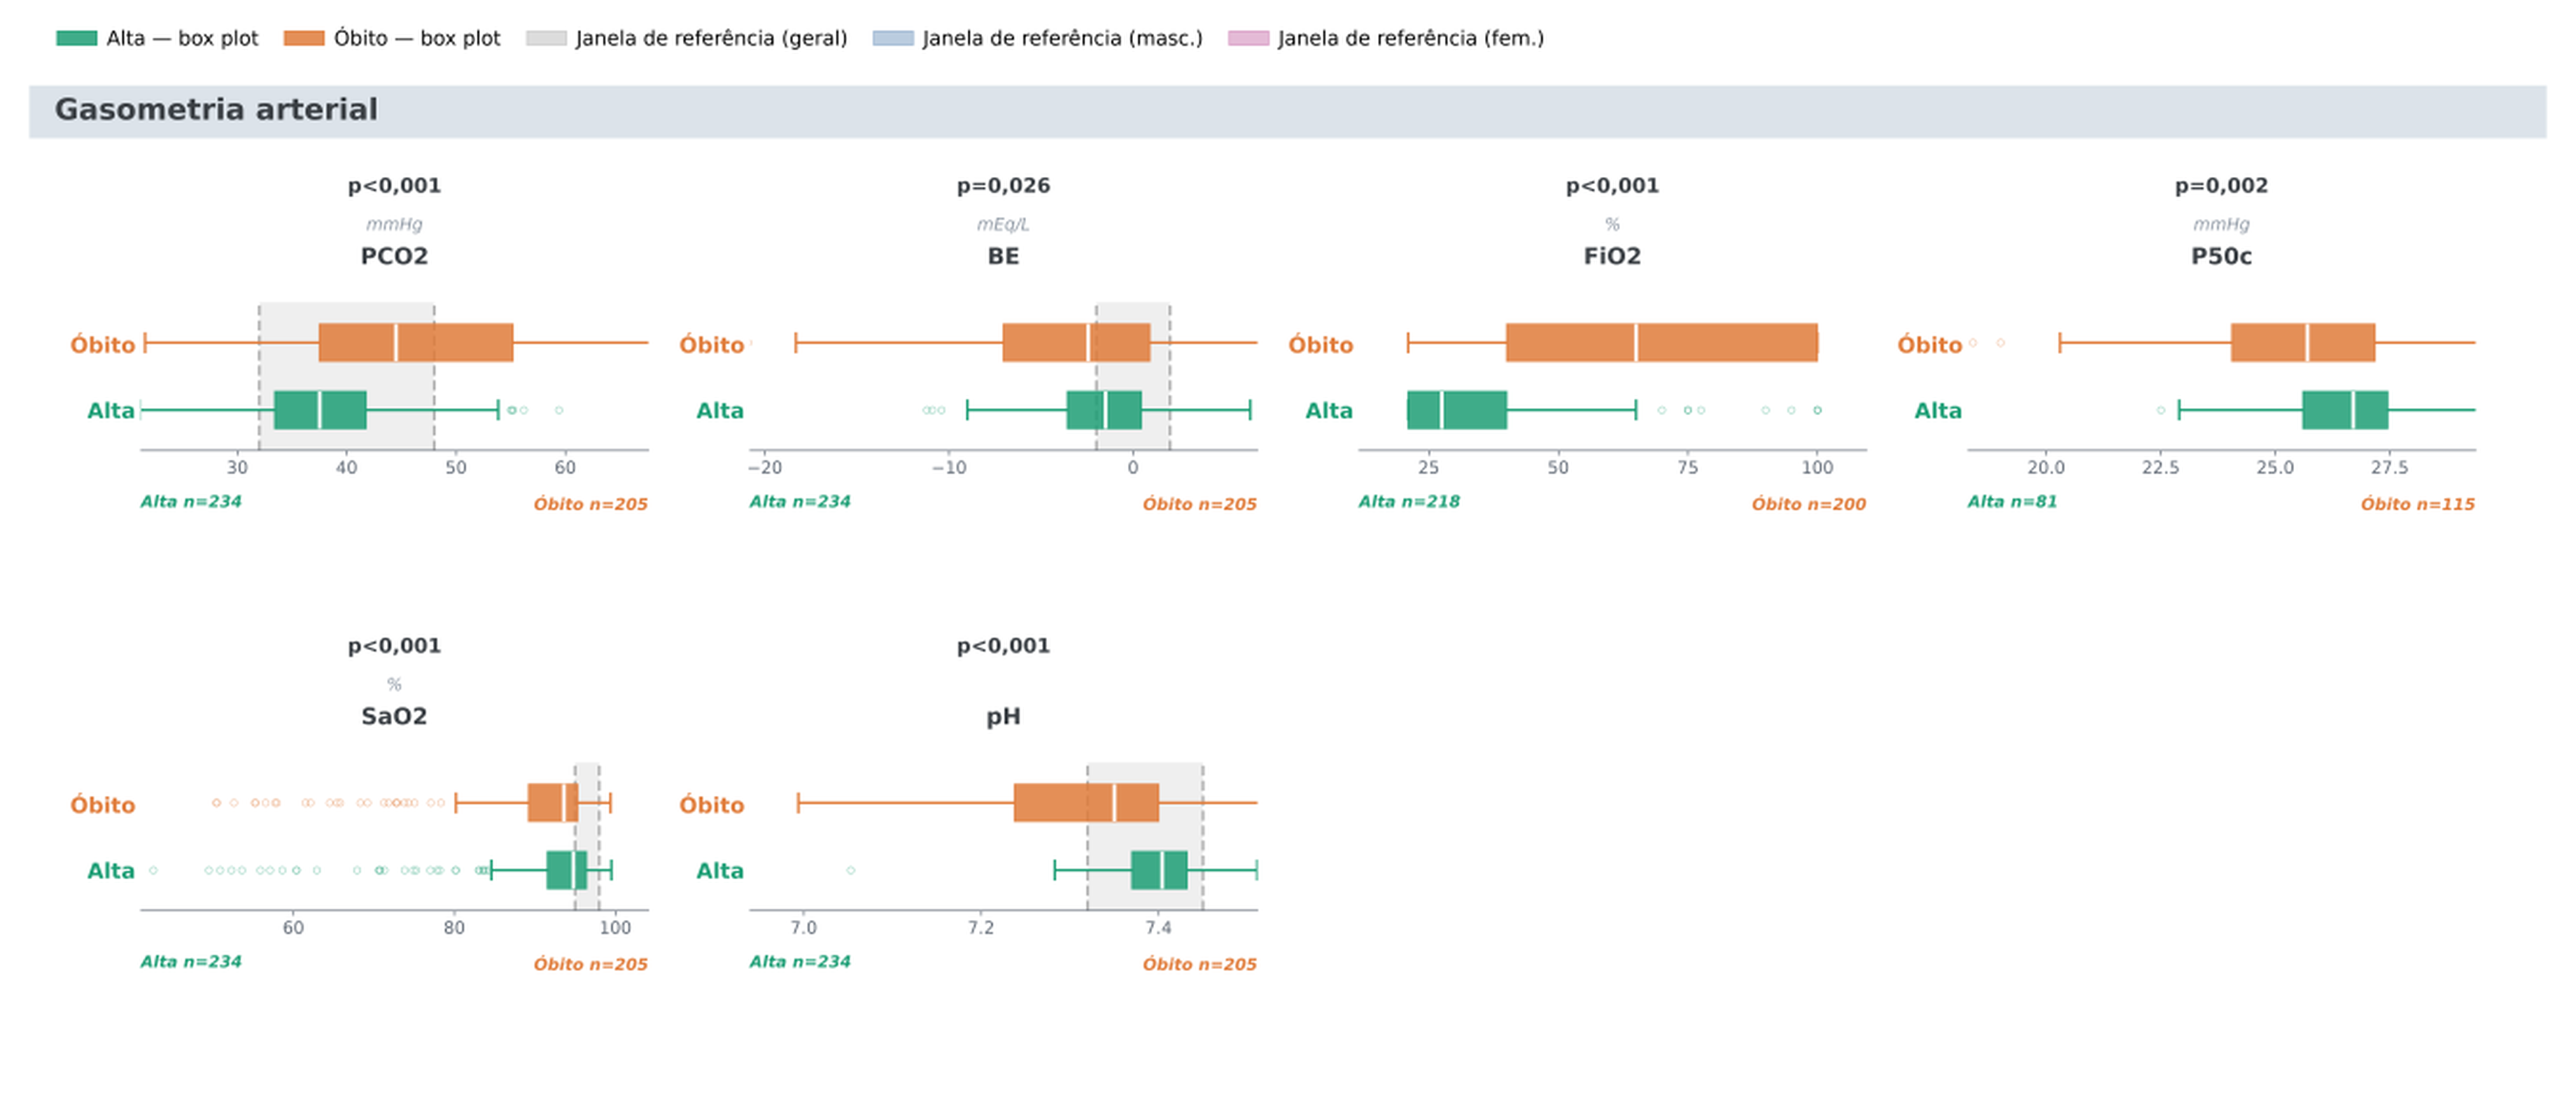 Alta — box plot Óbito — box plot Janela de referência (geral) Janela de referência (masc.) Janela de referência (fem.)
Gasometria arterial
p<0,001 p=0,026 p<0,001 p=0,002
mmHg mEq/L % mmHg
PCO2 BE FiO2 P50c
Óbito Óbito Óbito Óbito
Alta Alta Alta Alta
30 40 50 60 −20 −10 0 25 50 75 100 20.0 22.5 25.0 27.5
Alta n=234 Óbito n=205 Alta n=234 Óbito n=205 Alta n=218 Óbito n=200 Alta n=81 Óbito n=115
p<0,001 p<0,001
%
SaO2 pH
Óbito Óbito
Alta Alta
60 80 100 7.0 7.2 7.4
Alta n=234 Óbito n=205 Alta n=234 Óbito n=205